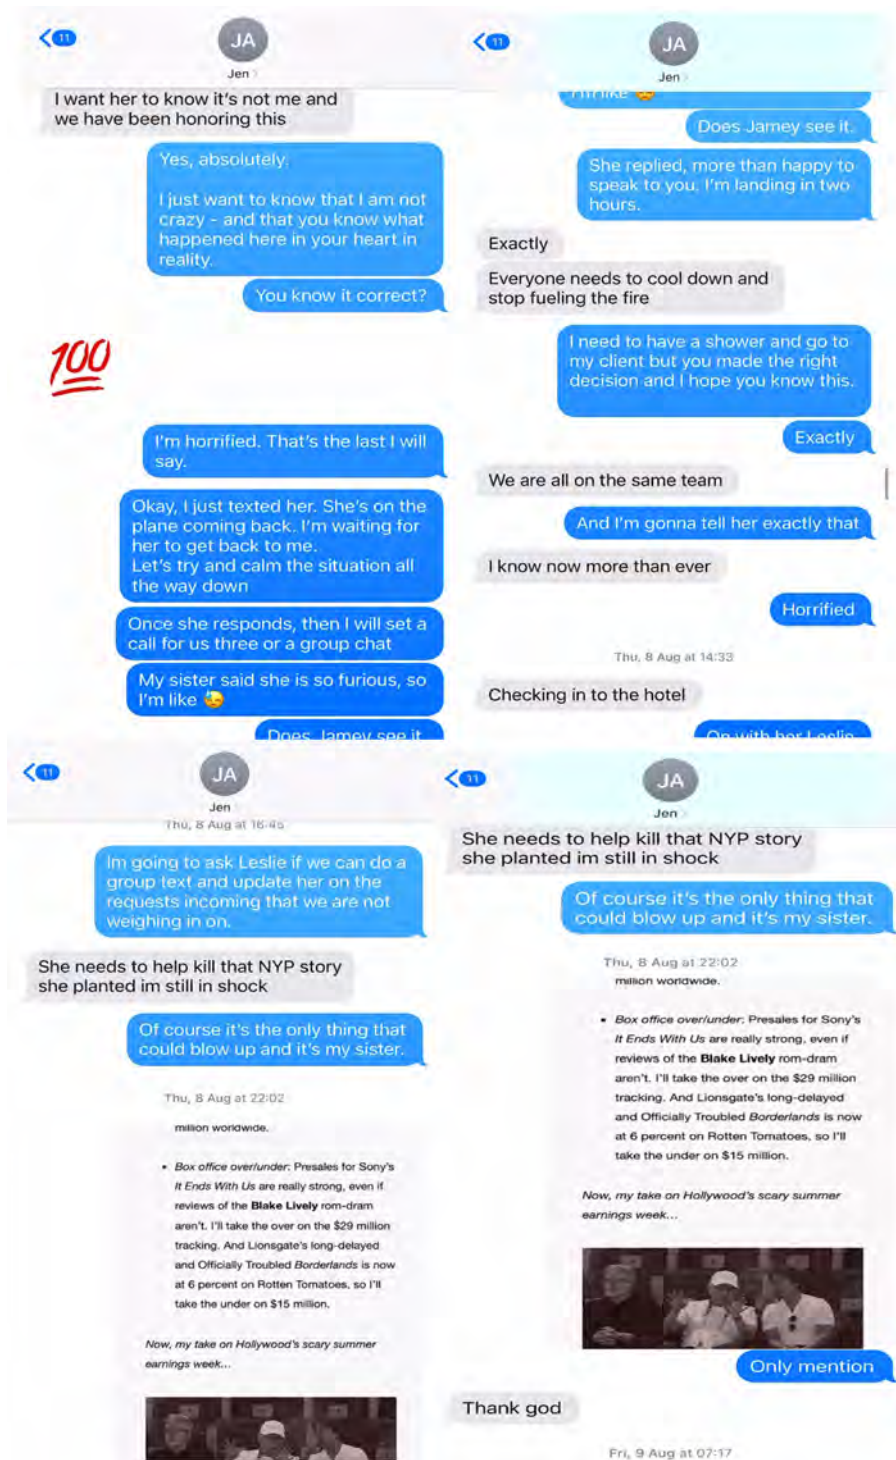 11
JA
Jen
I want her to know it's not me and
we have been honoring this
Yes, absolutely.
I just want to know that I am not
crazy - and that you know what
happened here in your heart in
reality.
You know it correct?
100
I'm horrified. That's the last I will
say.
Okay, I just texted her. She's on the
plane coming back. I'm waiting for
her to get back to me.
Let's try and calm the situation all
the way down
Once she responds, then I will set a
call for us three or a group chat
My sister said she is so furious, so
I'm like 😓
Does Jamey see it
11
JA
Jen
I'm like 😓
Does Jamey see it.
She replied, more than happy to
speak to you. I'm landing in two
hours.
Exactly
Everyone needs to cool down and
stop fueling the fire
I need to have a shower and go to
my client but you made the right
decision and I hope you know this.
Exactly
We are all on the same team
And I'm gonna tell her exactly that
I know now more than ever
Horrified
Thu, 8 Aug at 14:33
Checking in to the hotel
On with her Leslie
11
JA
Jen
Thu, 8 Aug at 16:45
Im going to ask Leslie if we can do a
group text and update her on the
requests incoming that we are not
weighing in on.
She needs to help kill that NYP story
she planted im still in shock
Of course it's the only thing that
could blow up and it's my sister.
Thu, 8 Aug at 22:02
million worldwide.
• Box office over/under: Presales for Sony's
It Ends With Us are really strong, even if
reviews of the Blake Lively rom-dram
aren't. I'll take the over on the $29 million
tracking. And Lionsgate's long-delayed
and Officially Troubled Borderlands is now
at 6 percent on Rotten Tomatoes, so I'll
take the under on $15 million.
Now, my take on Hollywood's scary summer
earnings week...
11
JA
Jen
She needs to help kill that NYP story
she planted im still in shock
Of course it's the only thing that
could blow up and it's my sister.
Thu, 8 Aug at 22:02
million worldwide.
• Box office over/under: Presales for Sony's
It Ends With Us are really strong, even if
reviews of the Blake Lively rom-dram
aren't. I'll take the over on the $29 million
tracking. And Lionsgate's long-delayed
and Officially Troubled Borderlands is now
at 6 percent on Rotten Tomatoes, so I'll
take the under on $15 million.
Now, my take on Hollywood's scary summer
earnings week...
Only mention
Thank god
Fri, 9 Aug at 07:17